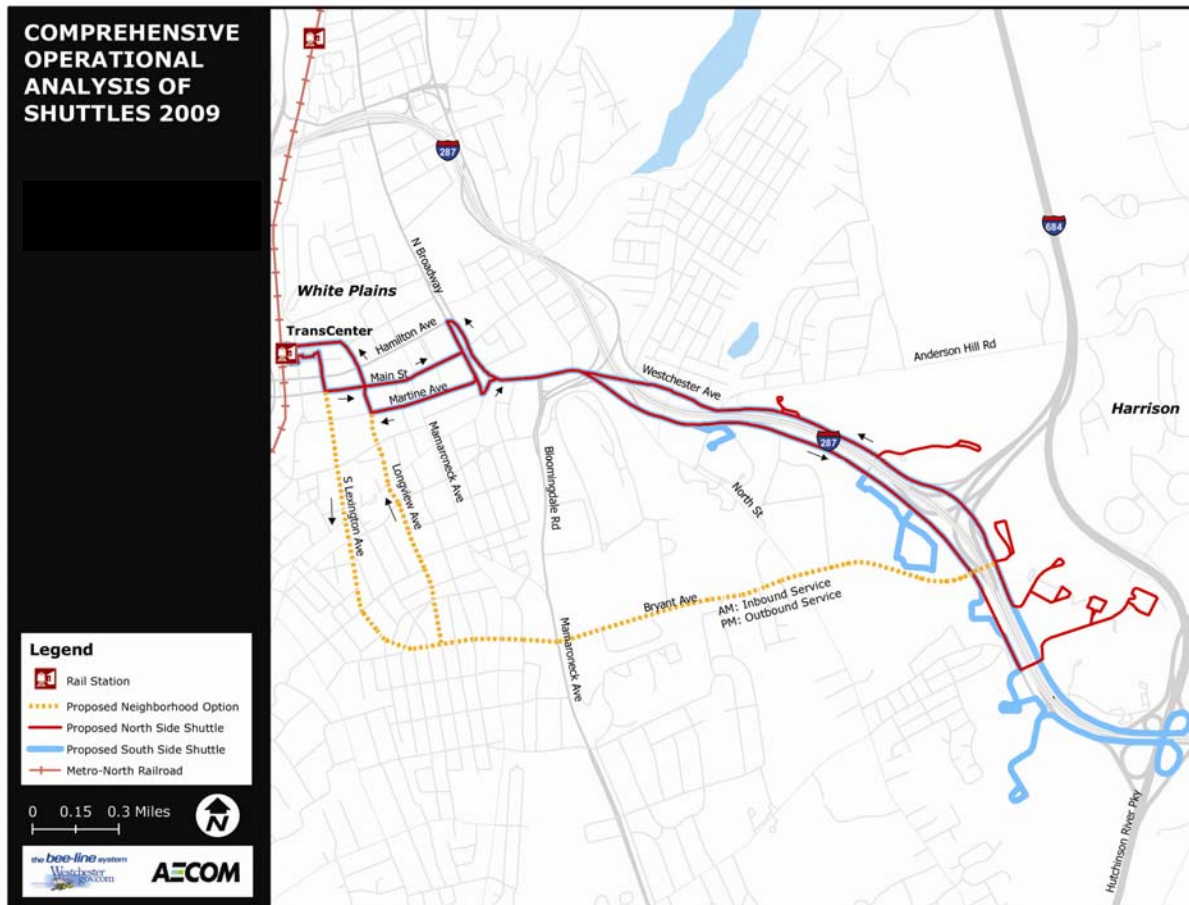 COMPREHENSIVE
OPERATIONAL
ANALYSIS OF
SHUTTLES 2009
287
684
N Broadway
White Plains
TransCenter
Hamilton Ave
Main St
Martine Ave
Westchester Ave
Anderson Hill Rd
Harrison
287
Mamaroneck Ave
Longview Ave
S Lexington Ave
Bloomingdale Rd
North St
Bryant Ave
AM: Inbound Service
PM: Outbound Service
Mamaroneck Ave
Hutchinson River Pky
Legend
Rail Station
Proposed Neighborhood Option
Proposed North Side Shuttle
Proposed South Side Shuttle
Metro-North Railroad
0 0.15 0.3 Miles
N
the bee-line system
Westchester
gov.com
AECOM